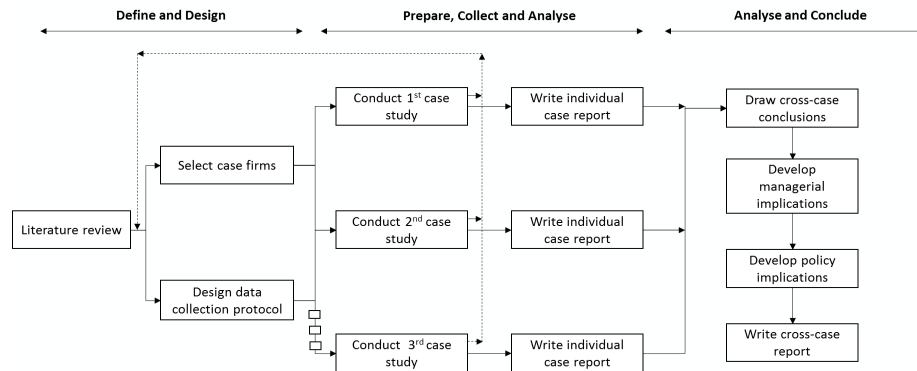 Define and Design
Prepare, Collect and Analyse
Analyse and Conclude
Literature review
Select case firms
Design data
collection protocol
Conduct 1st case
study
Write individual
case report
Conduct 2nd case
study
Write individual
case report
Conduct 3rd case
study
Write individual
case report
Draw cross-case
conclusions
Develop
managerial
implications
Develop policy
implications
Write cross-case
report